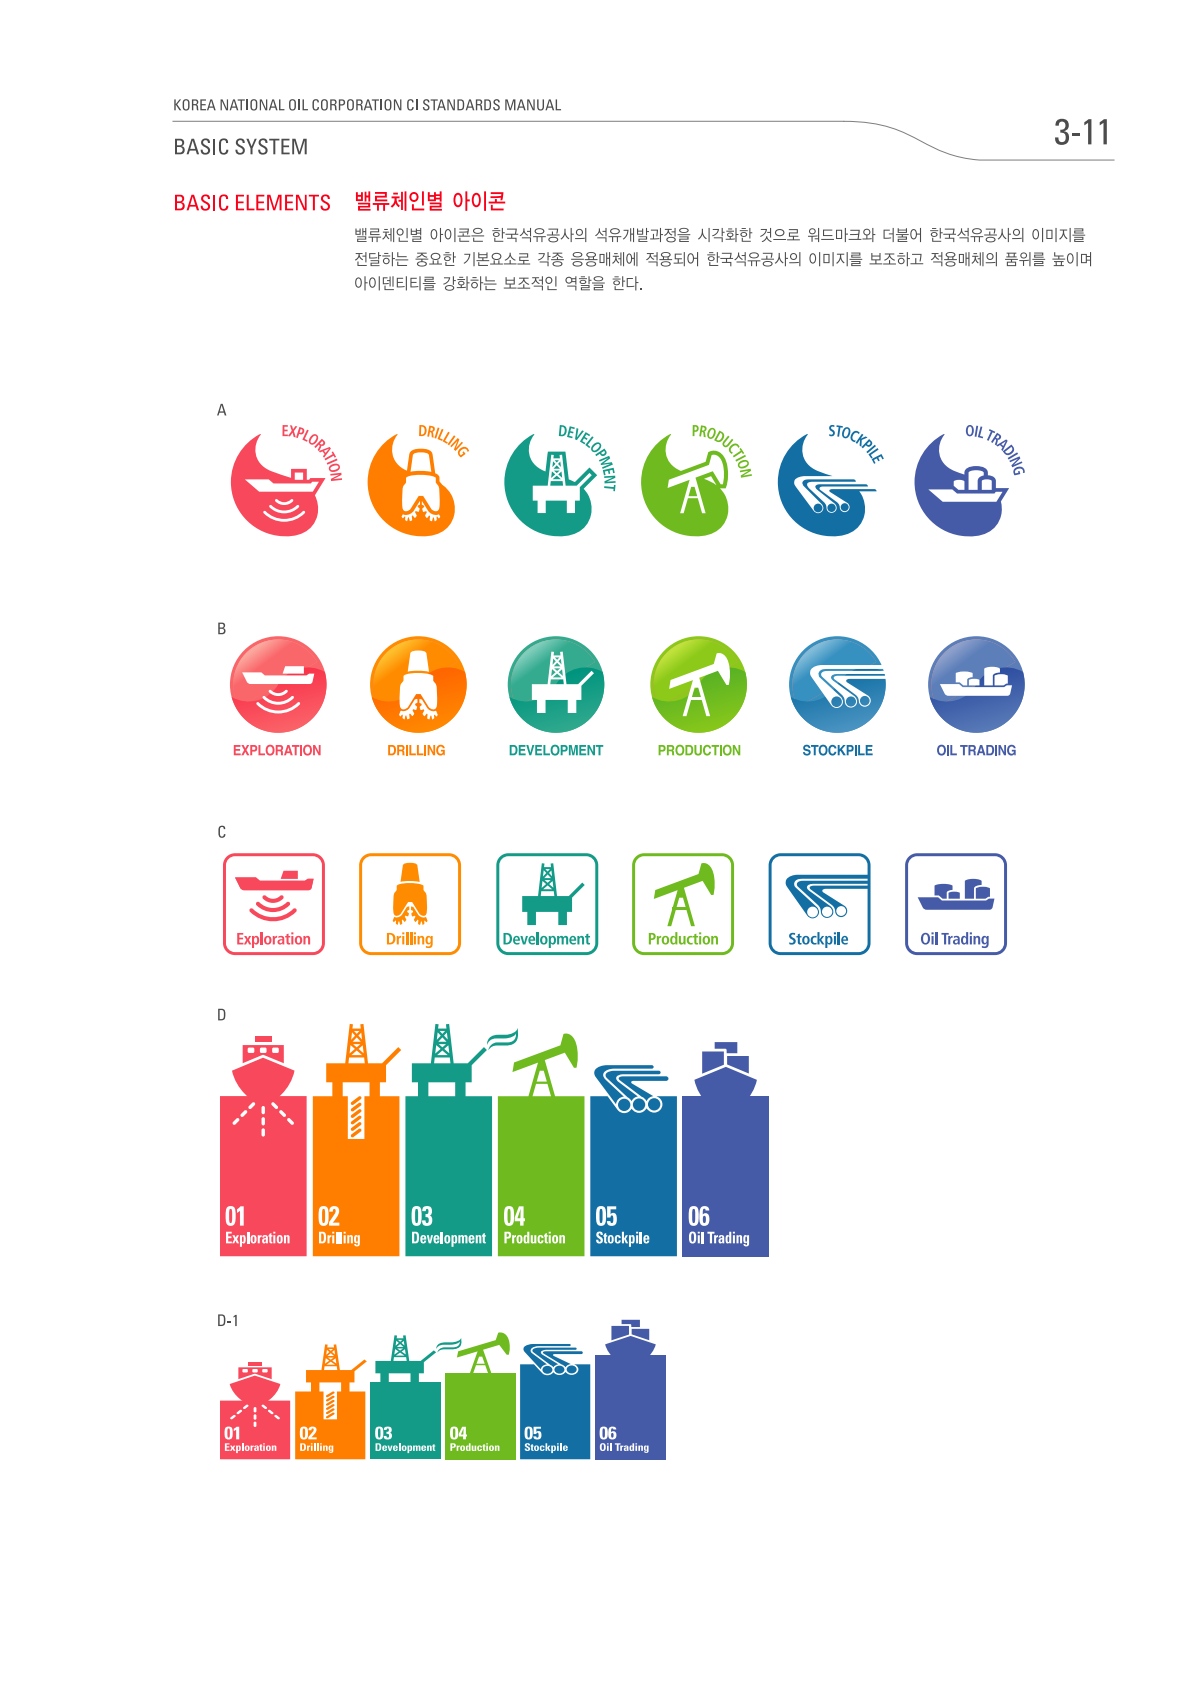 KOREA NATIONAL OIL CORPORATION CI STANDARDS MANUAL
3-11
BASIC SYSTEM
BASIC ELEMENTS 밸류체인별 아이콘
밸류체인별 아이콘은 한국석유공사의 석유개발과정을 시각화한 것으로 워드마크와 더불어 한국석유공사의 이미지를
전달하는 중요한 기본요소로 각종 응용매체에 적용되어 한국석유공사의 이미지를 보조하고 적용매체의 품위를 높이며
아이덴티티를 강화하는 보조적인 역할을 한다.
A
EXPLORATION DRILLING DEVELOPMENT PRODUCTION STOCKPILE OIL TRADING
B
EXPLORATION DRILLING DEVELOPMENT PRODUCTION STOCKPILE OIL TRADING
C
Exploration Drilling Development Production Stockpile Oil Trading
D
01 02 03 04 05 06
Exploration Drilling Development Production Stockpile Oil Trading
D-1
01 02 03 04 05 06
Exploration Drilling Development Production Stockpile Oil Trading